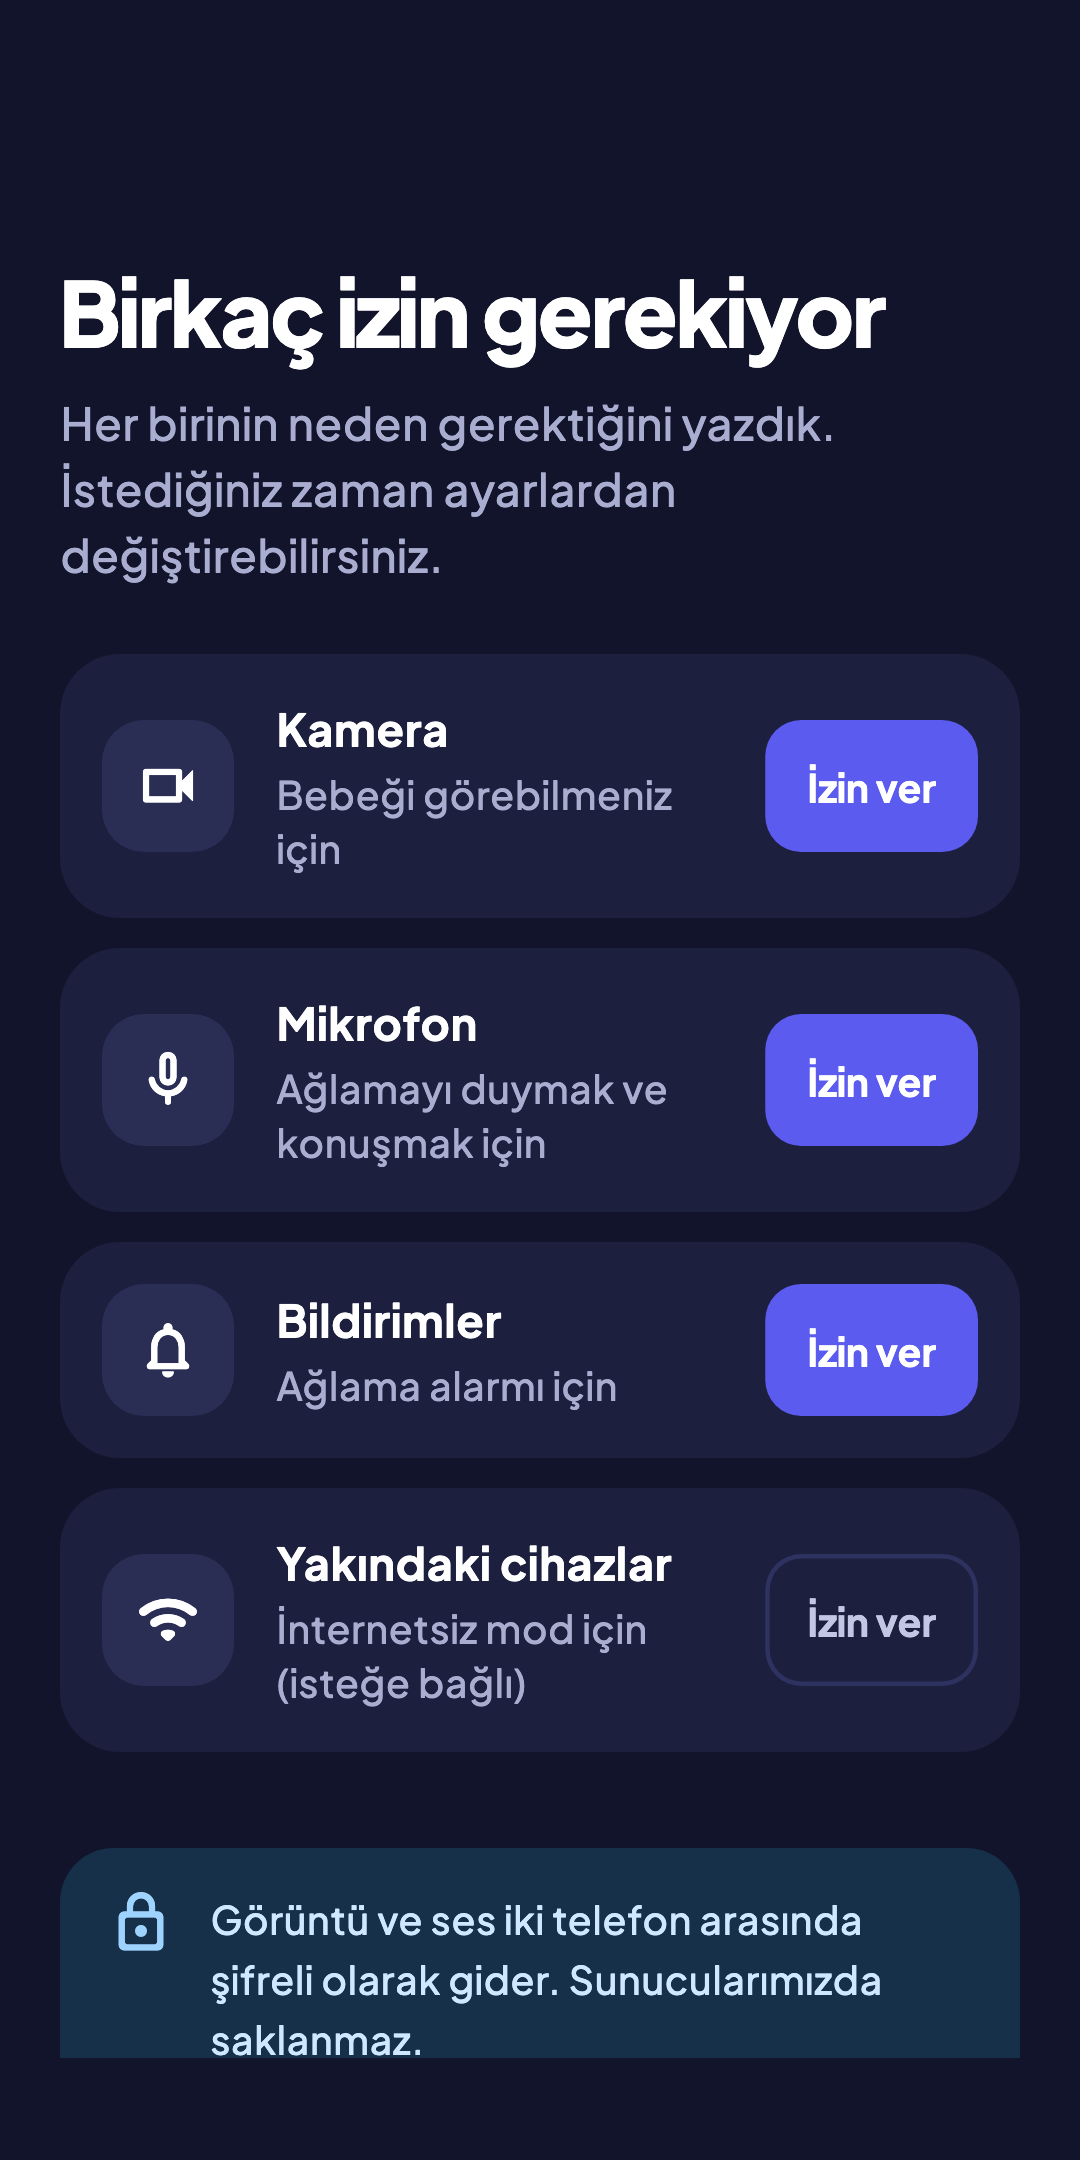 Birkaç izin gerekiyor
Her birinin neden gerektiğini yazdık.
İstediğiniz zaman ayarlardan
değiştirebilirsiniz.
Kamera
Bebeği görebilmeniz
için
İzin ver
Mikrofon
Ağlamayı duymak ve
konuşmak için
İzin ver
Bildirimler
Ağlama alarmı için
İzin ver
Yakındaki cihazlar
İnternetsiz mod için
(isteğe bağlı)
İzin ver
Görüntü ve ses iki telefon arasında
şifreli olarak gider. Sunucularımızda
saklanmaz.